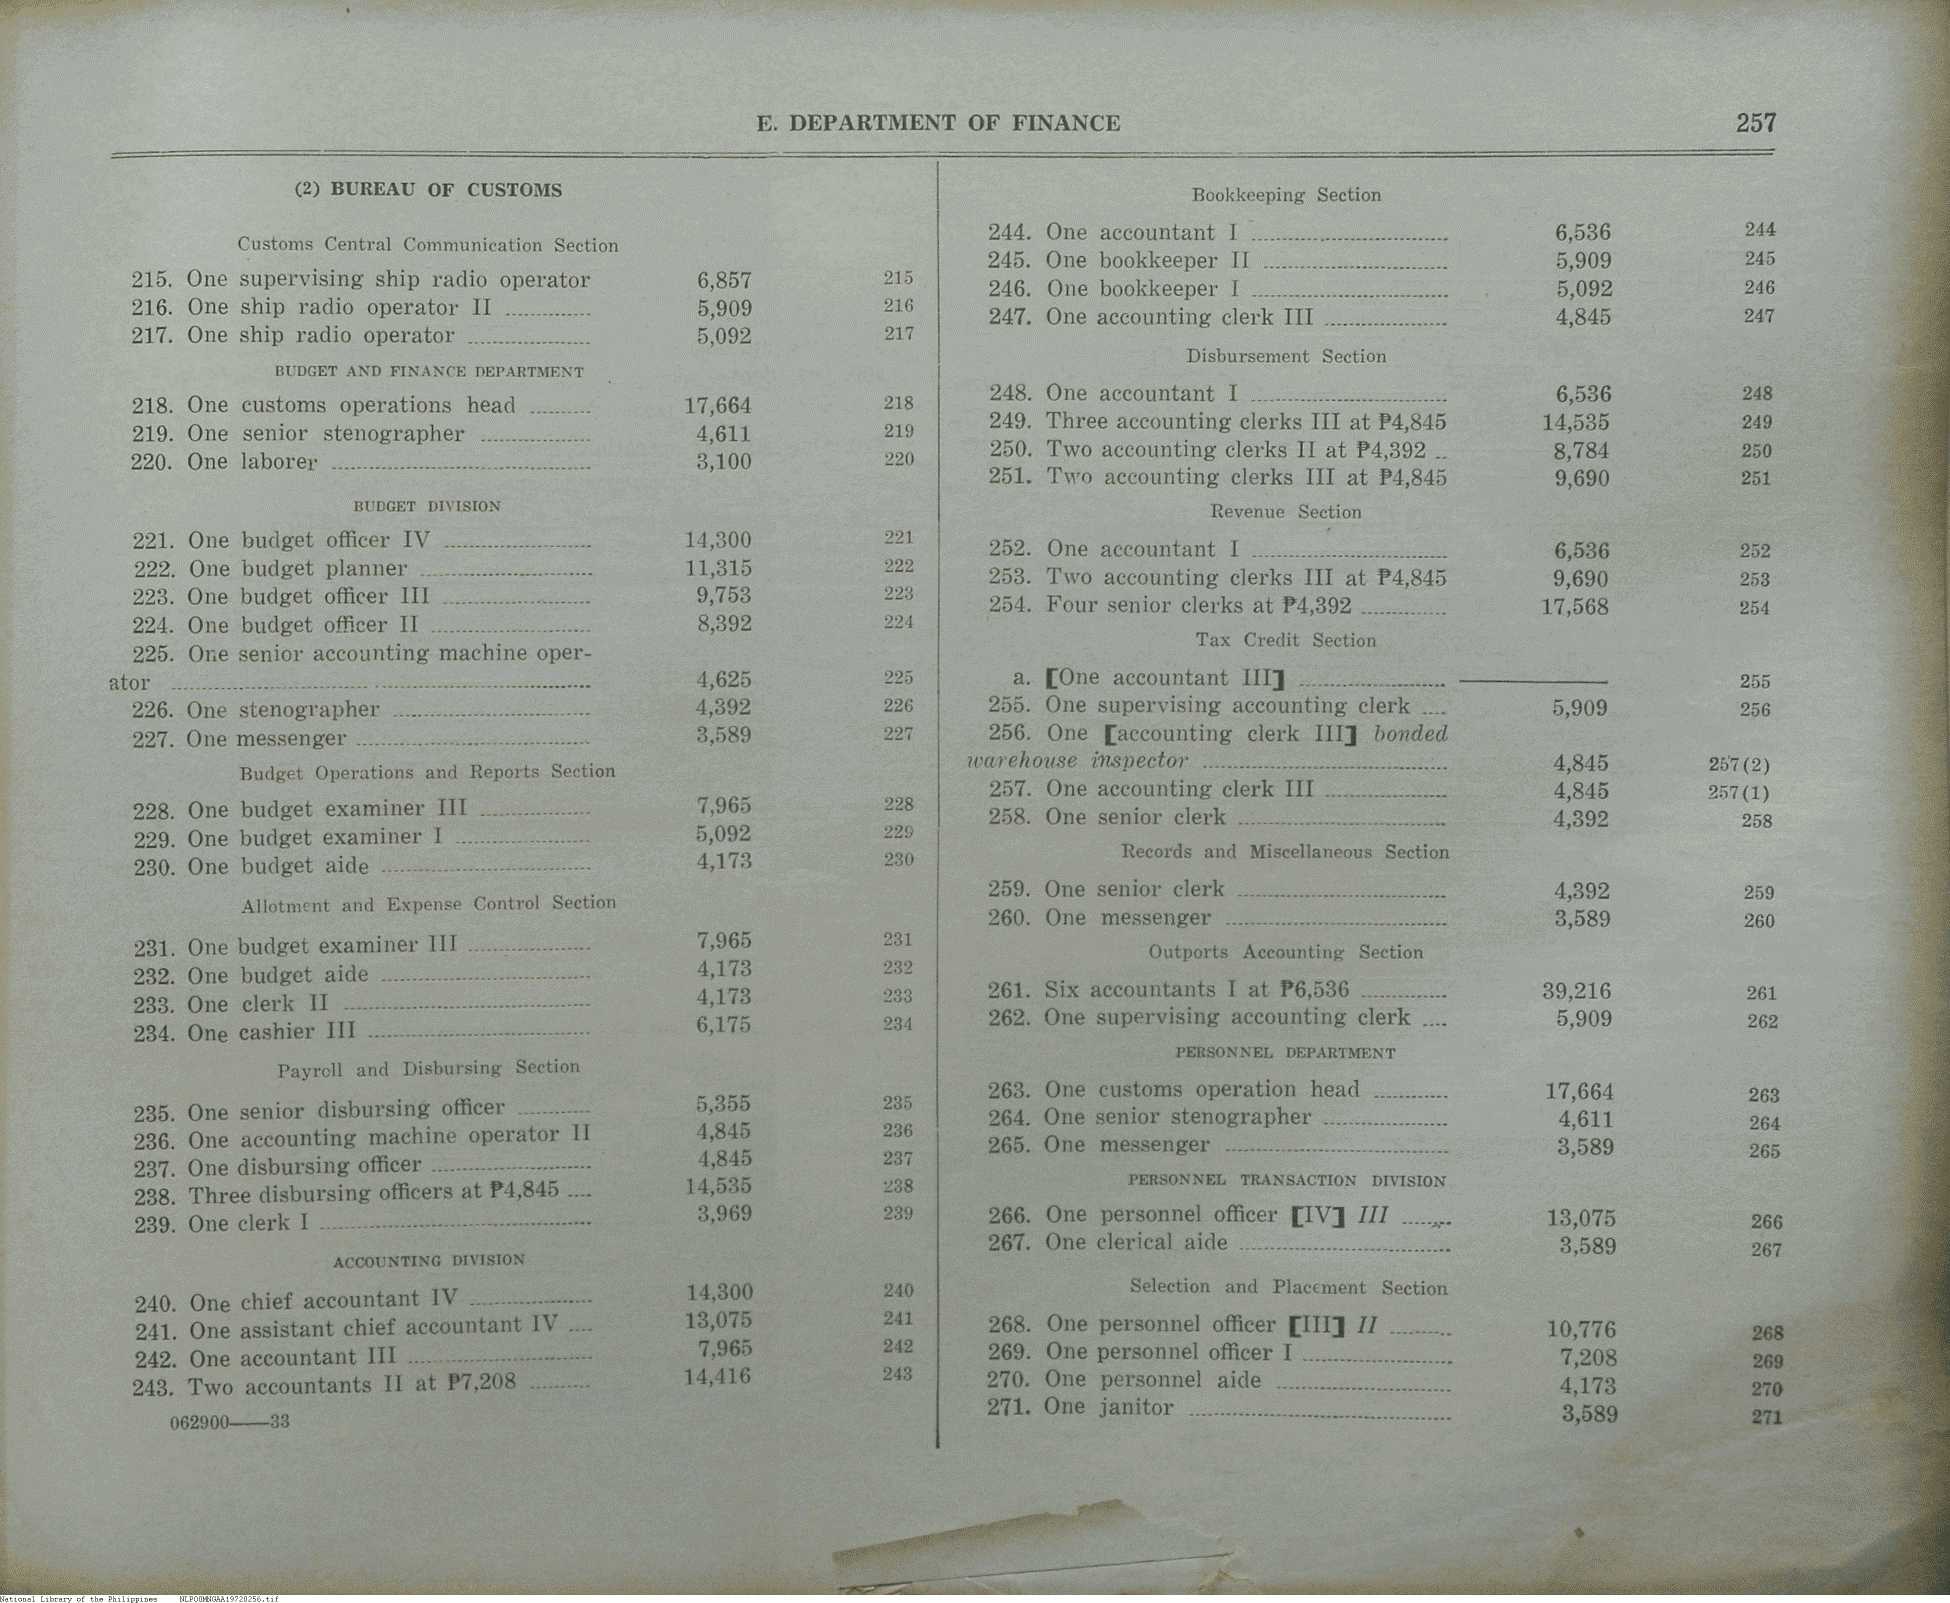 E. DEPARTMENT OF FINANCE 257
(2) BUREAU OF CUSTOMS
Customs Central Communication Section
215. One supervising ship radio operator 6,857 215
216. One ship radio operator II 5,909 216
217. One ship radio operator 5,092 217
BUDGET AND FINANCE DEPARTMENT
218. One customs operations head 17,664 218
219. One senior stenographer 4,611 219
220. One laborer 3,100 220
BUDGET DIVISION
221. One budget officer IV 14,300 221
222. One budget planner 11,315 222
223. One budget officer III 9,753 223
224. One budget officer II 8,392 224
225. One senior accounting machine oper-
ator 4,625 225
226. One stenographer 4,392 226
227. One messenger 3,589 227
Budget Operations and Reports Section
228. One budget examiner III 7,965 228
229. One budget examiner I 5,092 229
230. One budget aide 4,173 230
Allotment and Expense Control Section
231. One budget examiner III 7,965 231
232. One budget aide 4,173 232
233. One clerk II 4,173 233
234. One cashier III 6,175 234
Payroll and Disbursing Section
235. One senior disbursing officer 5,355 235
236. One accounting machine operator II 4,845 236
237. One disbursing officer 4,845 237
238. Three disbursing officers at ₱4,845 14,535 238
239. One clerk I 3,969 239
ACCOUNTING DIVISION
240. One chief accountant IV 14,300 240
241. One assistant chief accountant IV 13,075 241
242. One accountant III 7,965 242
243. Two accountants II at ₱7,208 14,416 243
062900——33
Bookkeeping Section
244. One accountant I 6,536 244
245. One bookkeeper II 5,909 245
246. One bookkeeper I 5,092 246
247. One accounting clerk III 4,845 247
Disbursement Section
248. One accountant I 6,536 248
249. Three accounting clerks III at ₱4,845 14,535 249
250. Two accounting clerks II at ₱4,392 8,784 250
251. Two accounting clerks III at ₱4,845 9,690 251
Revenue Section
252. One accountant I 6,536 252
253. Two accounting clerks III at ₱4,845 9,690 253
254. Four senior clerks at ₱4,392 17,568 254
Tax Credit Section
a. [One accountant III] ———— 255
255. One supervising accounting clerk 5,909 256
256. One [accounting clerk III] bonded
warehouse inspector 4,845 257(2)
257. One accounting clerk III 4,845 257(1)
258. One senior clerk 4,392 258
Records and Miscellaneous Section
259. One senior clerk 4,392 259
260. One messenger 3,589 260
Outports Accounting Section
261. Six accountants I at ₱6,536 39,216 261
262. One supervising accounting clerk 5,909 262
PERSONNEL DEPARTMENT
263. One customs operation head 17,664 263
264. One senior stenographer 4,611 264
265. One messenger 3,589 265
PERSONNEL TRANSACTION DIVISION
266. One personnel officer [IV] III 13,075 266
267. One clerical aide 3,589 267
Selection and Placement Section
268. One personnel officer [III] II 10,776 268
269. One personnel officer I 7,208 269
270. One personnel aide 4,173 270
271. One janitor 3,589 271
National Library of the Philippines NLPO0MNGAA19720256.tif